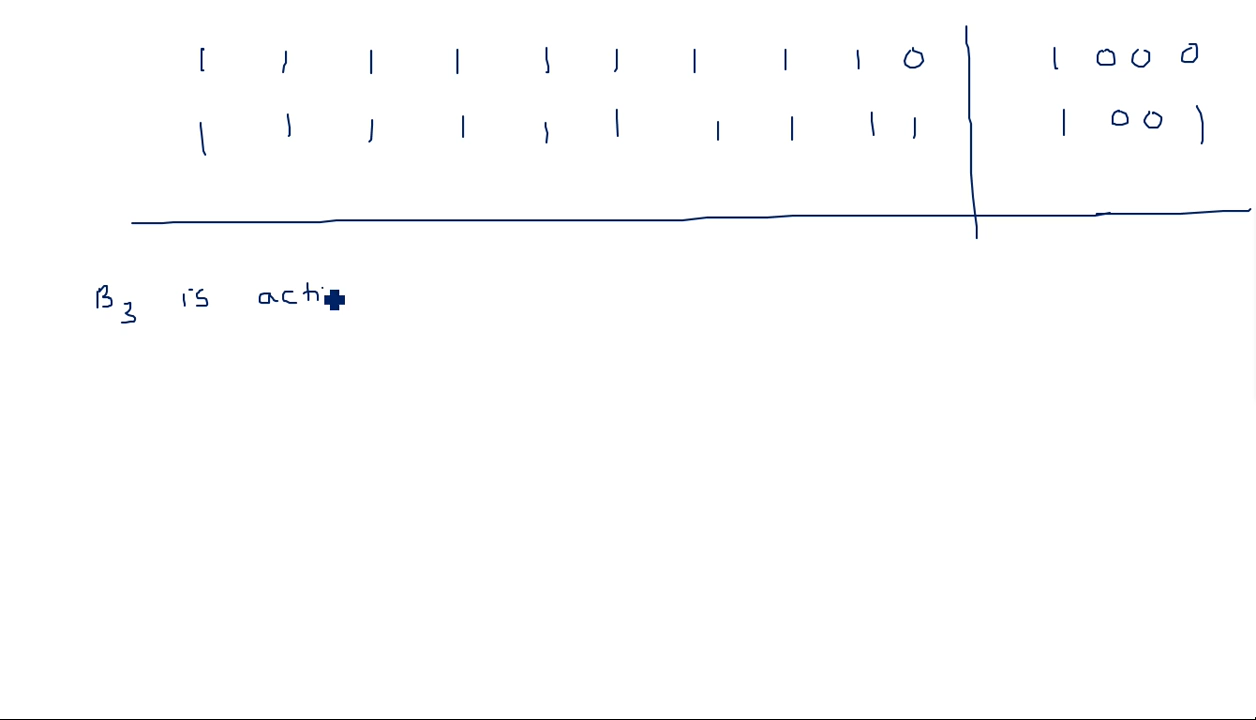 1 1 1 1 1 1 1 1 1 0 | 1 0 0 0
1 1 1 1 1 1 1 1 1 1 | 1 0 0 1
B3 is acti